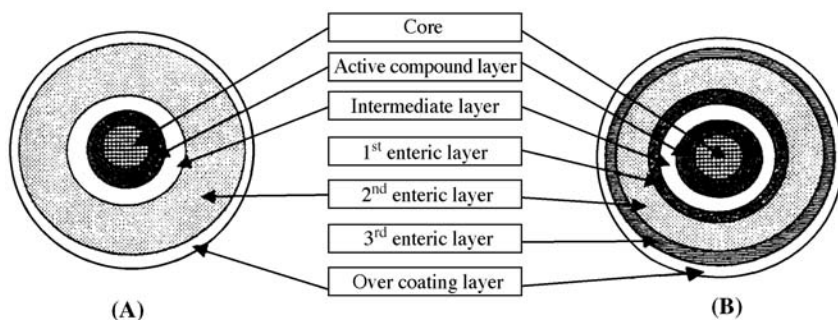 Core
Active compound layer
Intermediate layer
1st enteric layer
2nd enteric layer
3rd enteric layer
Over coating layer
(A)
(B)